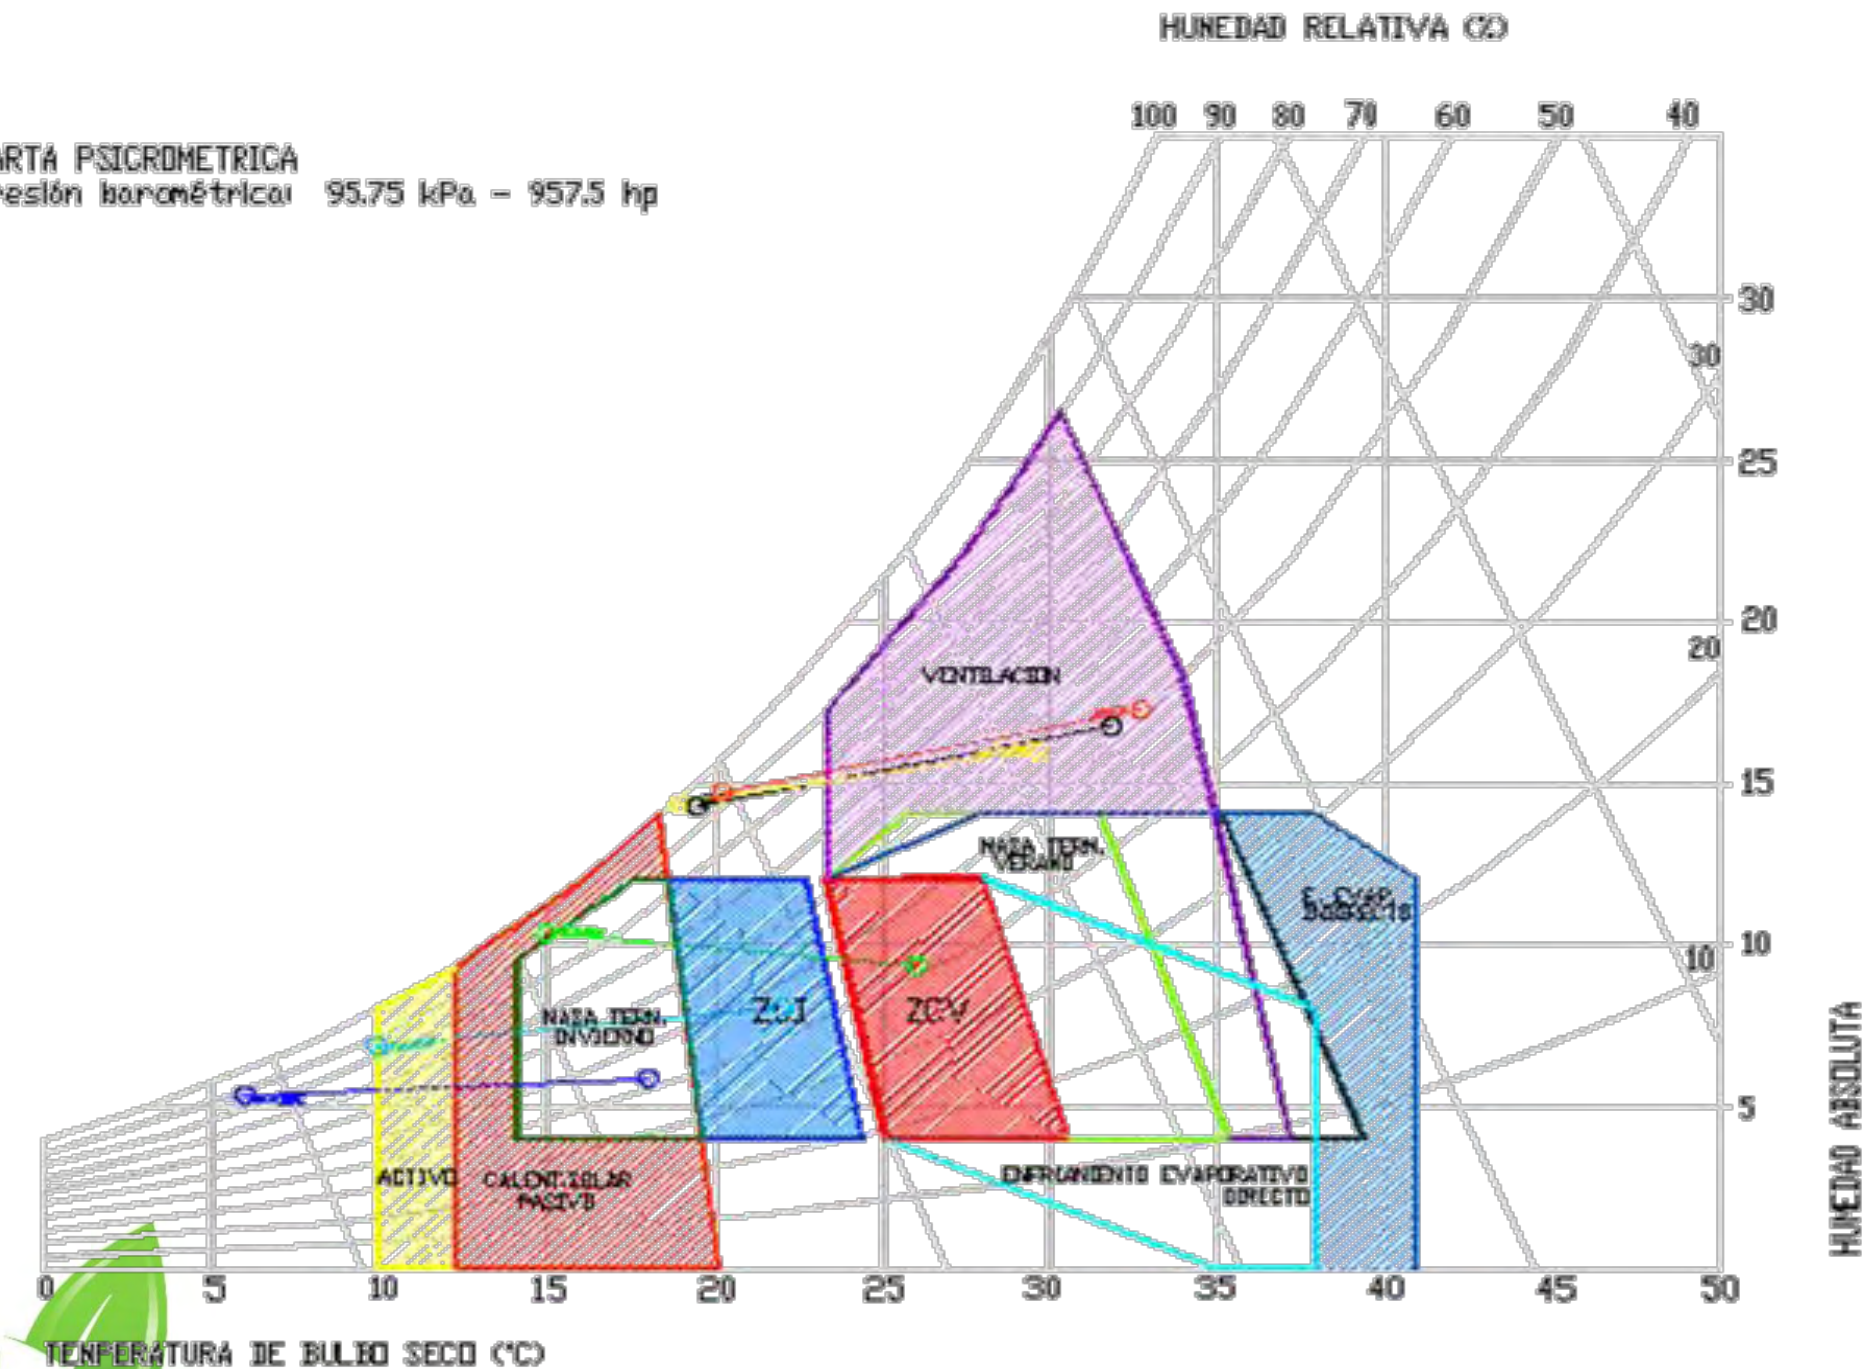 HUMEDAD RELATIVA (%)
100 90 80 70 60 50 40
ARTA PSICROMETRICA
resión barométrica: 95.75 kPa - 957.5 hp
30
30
25
20
20
VENTILACION
15
MASA TERM.
VERANO
10
10
ZCI
ZCV
MASA TERM.
INVIERNO
5
ACTIVO
CALENT.SOLAR
PASIVO
ENFRIAMIENTO EVAPORATIVO
DIRECTO
HUMEDAD ABSOLUTA
0 5 10 15 20 25 30 35 40 45 50
TEMPERATURA DE BULBO SECO (°C)